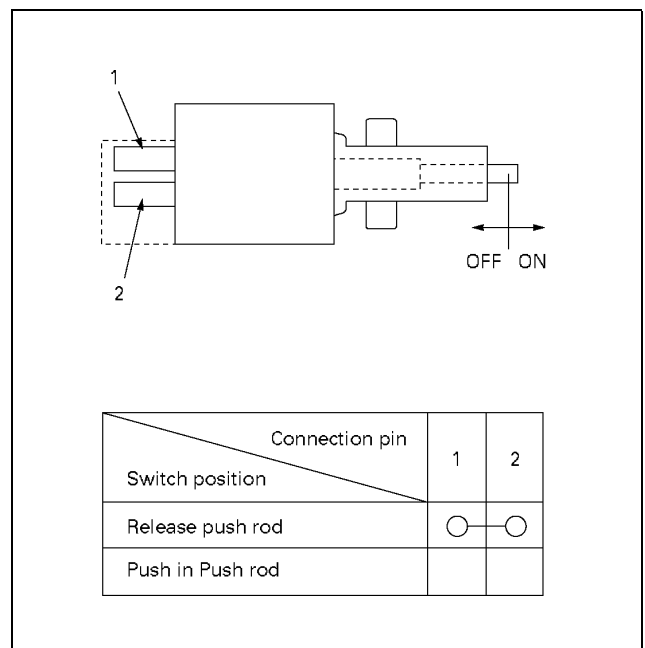 1
2
OFF ON
Connection pin
1
2
Switch position
Release push rod
Push in Push rod